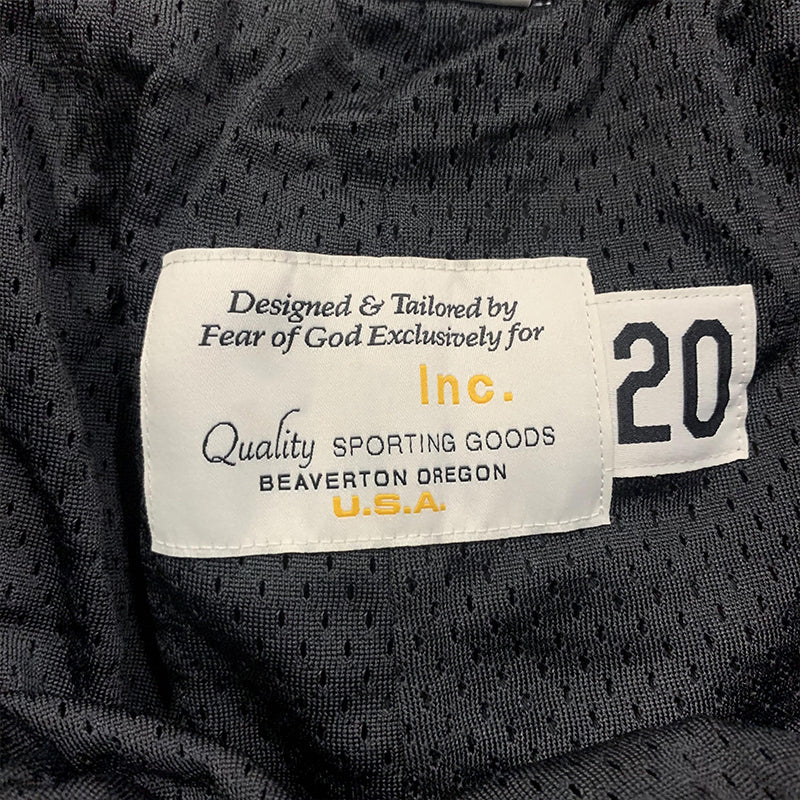 Designed & Tailored by
Fear of God Exclusively for
Inc.
Quality SPORTING GOODS
BEAVERTON OREGON
U.S.A.
20